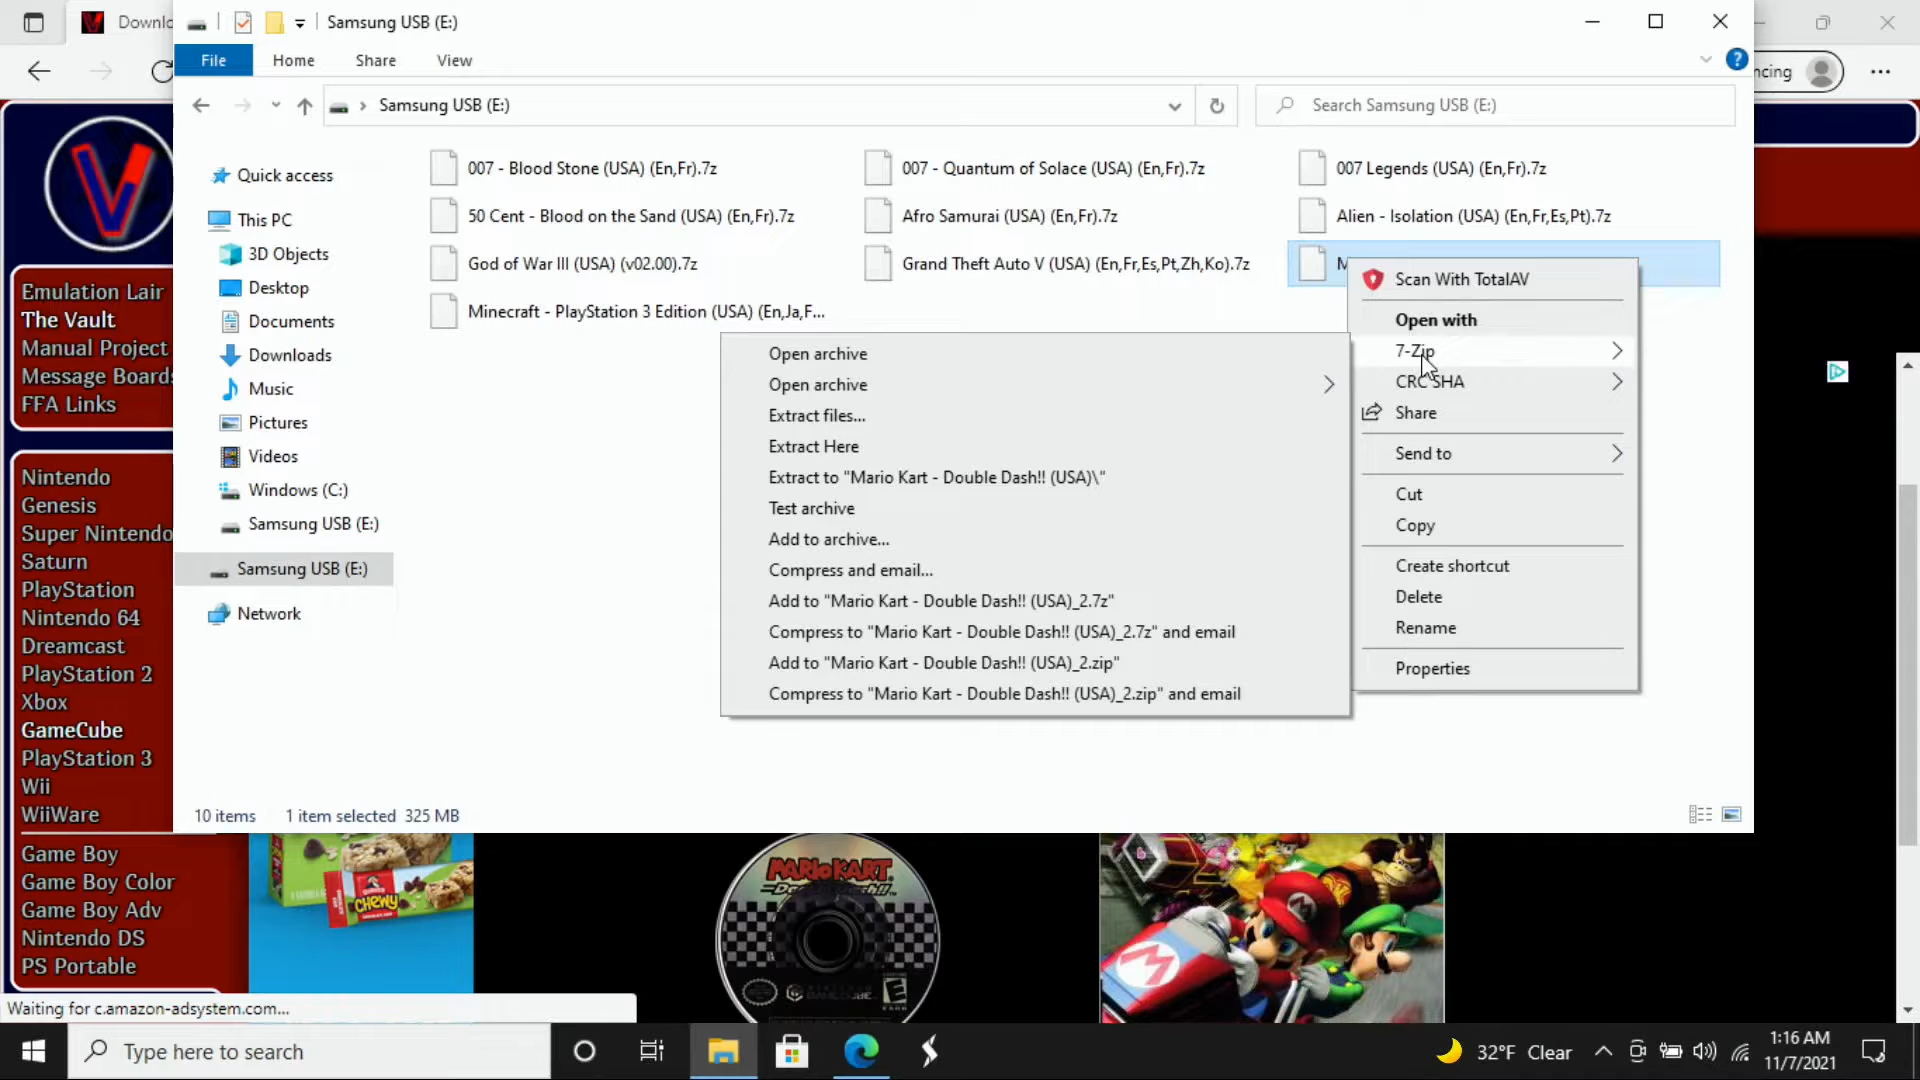 Downlo
Samsung USB (E:)
File
Home
Share
View
ncing
Samsung USB (E:)
Search Samsung USB (E:)
Quick access
This PC
3D Objects
Desktop
Documents
Downloads
Music
Pictures
Videos
Windows (C:)
Samsung USB (E:)
Samsung USB (E:)
Network
007 - Blood Stone (USA) (En,Fr).7z
007 - Quantum of Solace (USA) (En,Fr).7z
007 Legends (USA) (En,Fr).7z
50 Cent - Blood on the Sand (USA) (En,Fr).7z
Afro Samurai (USA) (En,Fr).7z
Alien - Isolation (USA) (En,Fr,Es,Pt).7z
God of War III (USA) (v02.00).7z
Grand Theft Auto V (USA) (En,Fr,Es,Pt,Zh,Ko).7z
M
Minecraft - PlayStation 3 Edition (USA) (En,Ja,F...
Scan With TotalAV
Open with
7-Zip
CRC SHA
Share
Send to
Cut
Copy
Create shortcut
Delete
Rename
Properties
Open archive
Open archive
Extract files...
Extract Here
Extract to "Mario Kart - Double Dash!! (USA)\"
Test archive
Add to archive...
Compress and email...
Add to "Mario Kart - Double Dash!! (USA)_2.7z"
Compress to "Mario Kart - Double Dash!! (USA)_2.7z" and email
Add to "Mario Kart - Double Dash!! (USA)_2.zip"
Compress to "Mario Kart - Double Dash!! (USA)_2.zip" and email
10 items
1 item selected 325 MB
V
Emulation Lair
The Vault
Manual Project
Message Boards
FFA Links
Nintendo
Genesis
Super Nintendo
Saturn
PlayStation
Nintendo 64
Dreamcast
PlayStation 2
Xbox
GameCube
PlayStation 3
Wii
WiiWare
Game Boy
Game Boy Color
Game Boy Adv
Nintendo DS
PS Portable
CHEWY
MARIO KART
Double Dash!!
GAMECUBE
E
M
Waiting for c.amazon-adsystem.com...
Type here to search
32°F Clear
1:16 AM
11/7/2021